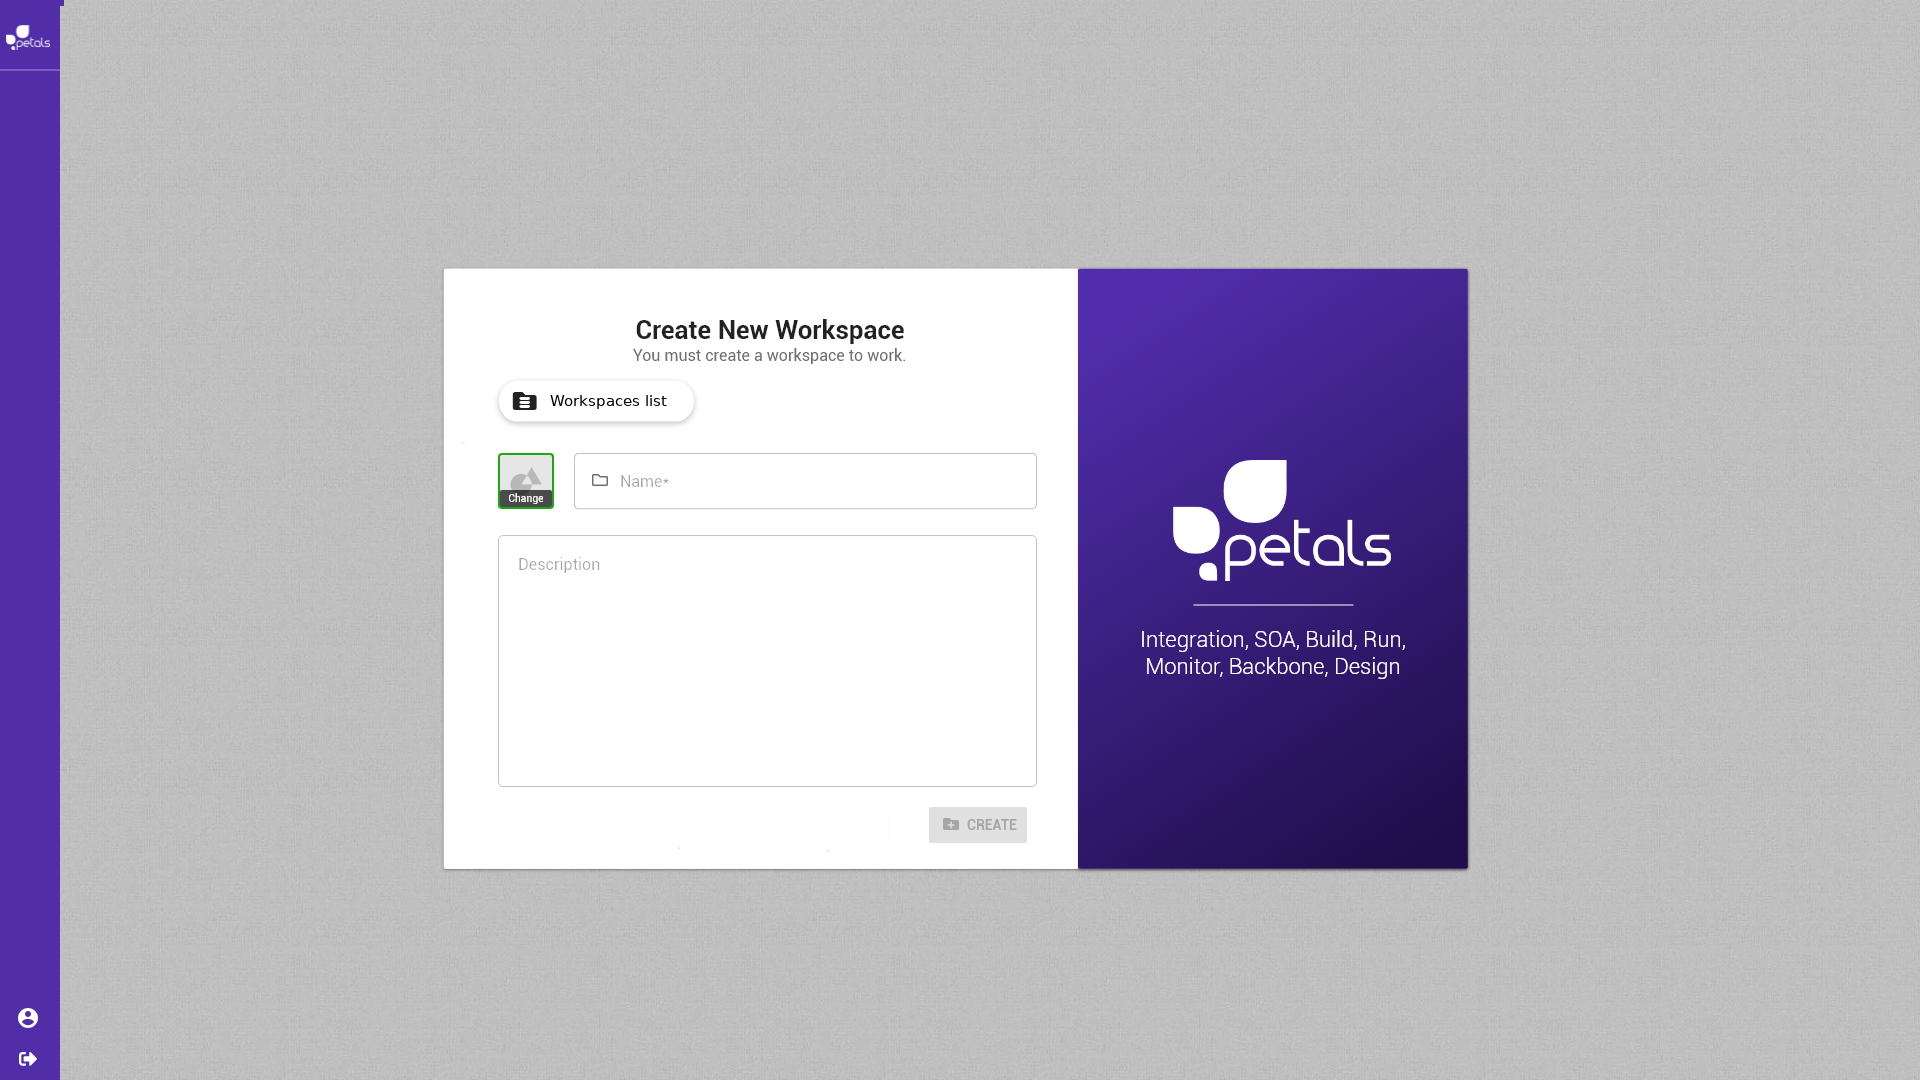 petals
Create New Workspace
You must create a workspace to work.
Workspaces list
Change
Name*
Description
CREATE
petals
Integration, SOA, Build, Run,
Monitor, Backbone, Design